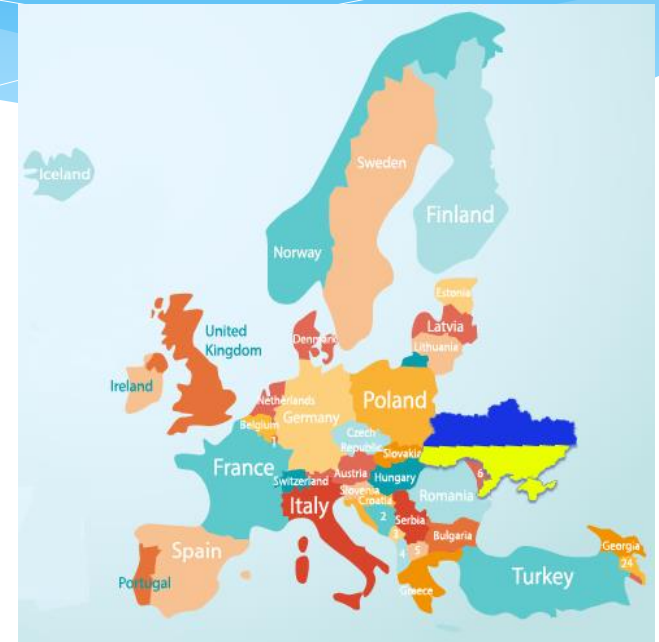 Iceland
Sweden
Finland
Norway
Estonia
Latvia
Lithuania
Denmark
United
Kingdom
Ireland
Netherlands
Poland
Belgium
Germany
1
Czech
Republic
Slovakia
France
Austria
Switzerland
Hungary
6
Slovenia
Romania
Italy
Croatia
2
Serbia
3
Bulgaria
Georgia
Spain
4
5
24
Turkey
Portugal
Greece